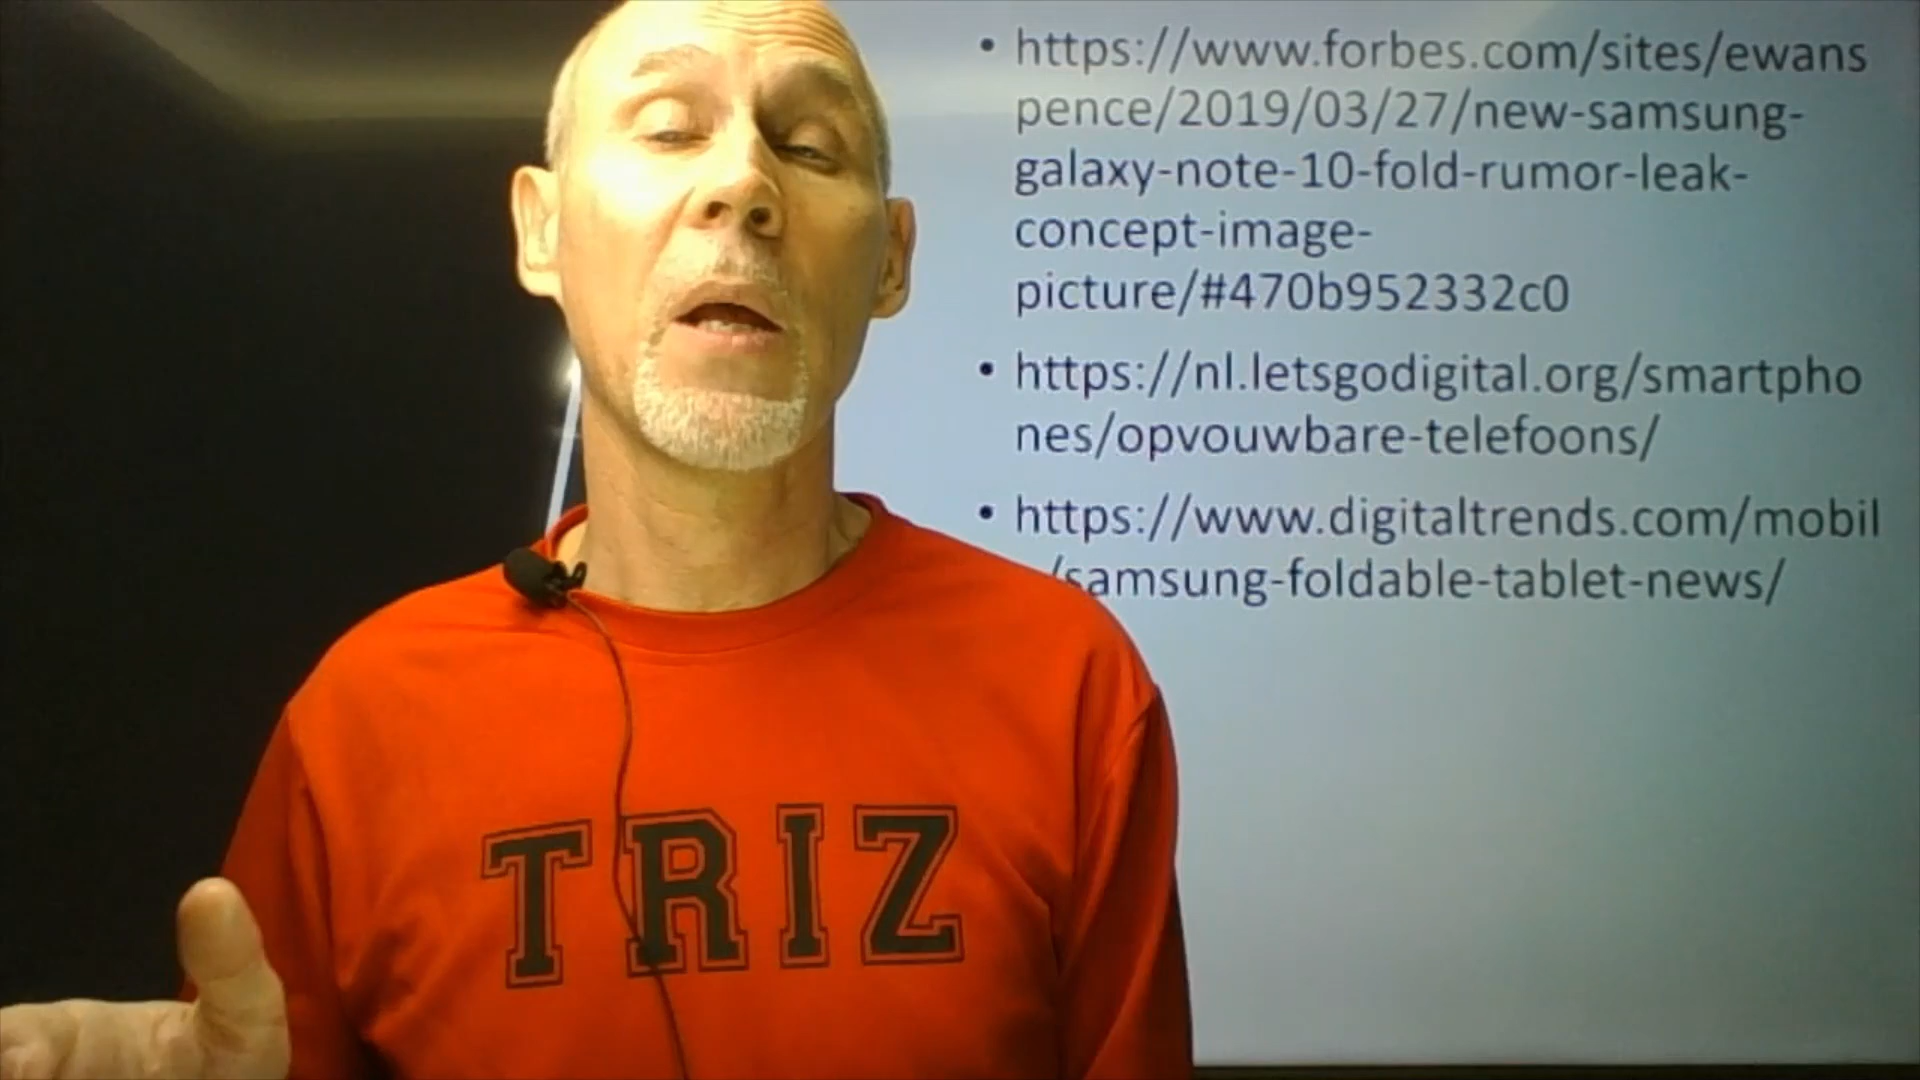 • https://www.forbes.com/sites/ewans
pence/2019/03/27/new-samsung-
galaxy-note-10-fold-rumor-leak-
concept-image-
picture/#470b952332c0
• https://nl.letsgodigital.org/smartpho
nes/opvouwbare-telefoons/
• https://www.digitaltrends.com/mobil
/samsung-foldable-tablet-news/
TRIZ